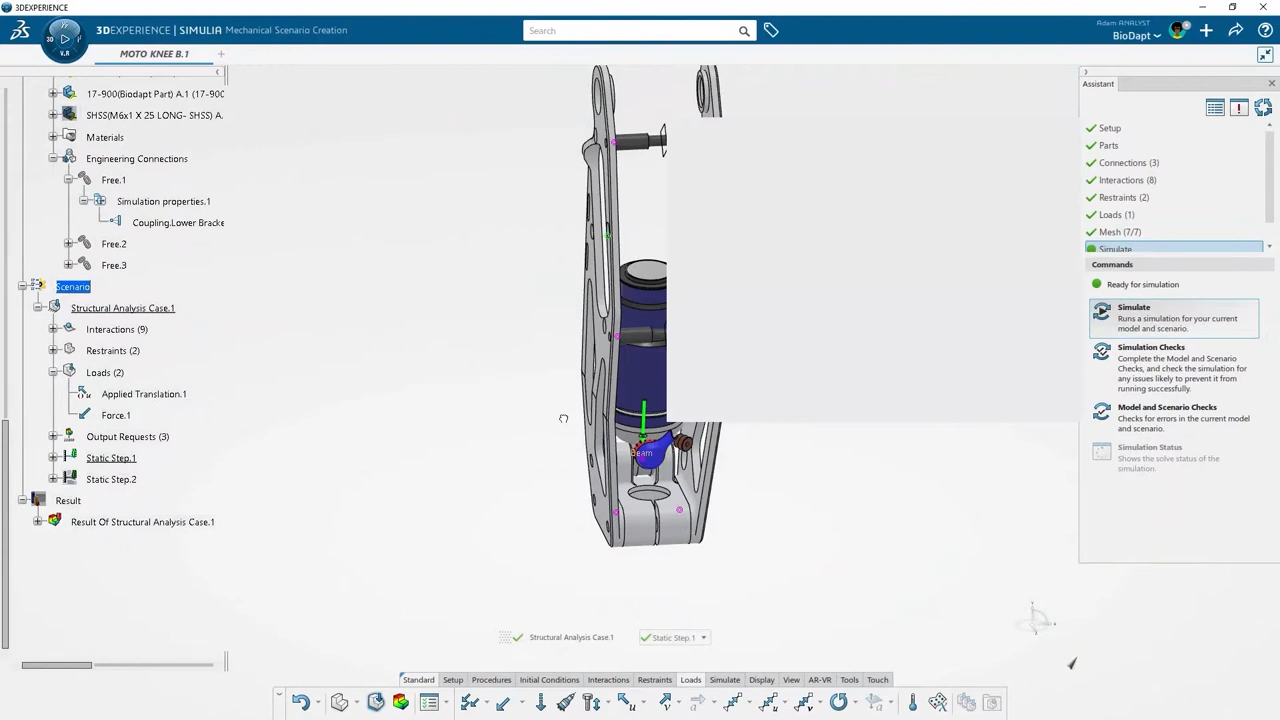 3DEXPERIENCE
3DEXPERIENCE | SIMULIA Mechanical Scenario Creation
Search
Adam ANALYST
BioDapt
3D
V.R
MOTO KNEE B.1
+
17-900(Biodapt Part) A.1 (17-900
SHSS(M6x1 X 25 LONG- SHSS) A.
Materials
Engineering Connections
Free.1
Simulation properties.1
Coupling.Lower Bracke
Free.2
Free.3
Scenario
Structural Analysis Case.1
Interactions (9)
Restraints (2)
Loads (2)
Applied Translation.1
Force.1
Output Requests (3)
Static Step.1
Static Step.2
Result
Result Of Structural Analysis Case.1
Beam
Assistant
Setup
Parts
Connections (3)
Interactions (8)
Restraints (2)
Loads (1)
Mesh (7/7)
Simulate
Commands
Ready for simulation
Simulate
Runs a simulation for your current
model and scenario.
Simulation Checks
Complete the Model and Scenario
Checks, and check the simulation for
any issues likely to prevent it from
running successfully.
Model and Scenario Checks
Checks for errors in the current model
and scenario.
Simulation Status
Shows the solve status of the
simulation.
Structural Analysis Case.1
Static Step.1
Standard Setup Procedures Initial Conditions Interactions Restraints Loads Simulate Display View AR-VR Tools Touch